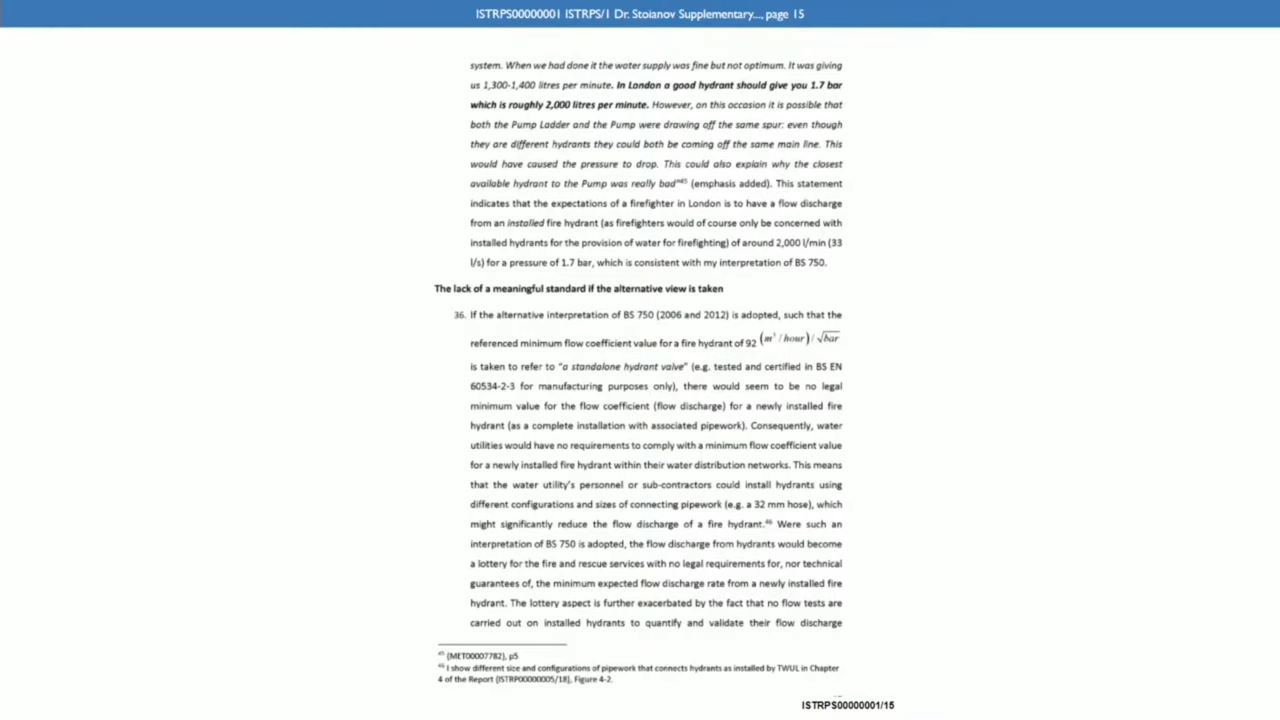 ISTRPS00000001 ISTRPS/1 Dr. Stoianov Supplementary..., page 15
system. When we had done it the water supply was fine but not optimum. It was giving
us 1,300-1,400 litres per minute. In London a good hydrant should give you 1.7 bar
which is roughly 2,000 litres per minute. However, on this occasion it is possible that
both the Pump Ladder and the Pump were drawing off the same spur: even though
they are different hydrants they could both be coming off the same main line. This
would have caused the pressure to drop. This could also explain why the closest
available hydrant to the Pump was really bad"⁴⁵ (emphasis added). This statement
indicates that the expectations of a firefighter in London is to have a flow discharge
from an installed fire hydrant (as firefighters would of course only be concerned with
installed hydrants for the provision of water for firefighting) of around 2,000 l/min (33
l/s) for a pressure of 1.7 bar, which is consistent with my interpretation of BS 750.
The lack of a meaningful standard if the alternative view is taken
36. If the alternative interpretation of BS 750 (2006 and 2012) is adopted, such that the
referenced minimum flow coefficient value for a fire hydrant of 92 (m³/hour)/√bar
is taken to refer to "a standalone hydrant valve" (e.g. tested and certified in BS EN
60534-2-3 for manufacturing purposes only), there would seem to be no legal
minimum value for the flow coefficient (flow discharge) for a newly installed fire
hydrant (as a complete installation with associated pipework). Consequently, water
utilities would have no requirements to comply with a minimum flow coefficient value
for a newly installed fire hydrant within their water distribution networks. This means
that the water utility's personnel or sub-contractors could install hydrants using
different configurations and sizes of connecting pipework (e.g. a 32 mm hose), which
might significantly reduce the flow discharge of a fire hydrant.⁴⁶ Were such an
interpretation of BS 750 is adopted, the flow discharge from hydrants would become
a lottery for the fire and rescue services with no legal requirements for, nor technical
guarantees of, the minimum expected flow discharge rate from a newly installed fire
hydrant. The lottery aspect is further exacerbated by the fact that no flow tests are
carried out on installed hydrants to quantify and validate their flow discharge
⁴⁵ (MET00007782), p5
⁴⁶ I show different size and configurations of pipework that connects hydrants as installed by TWUL in Chapter
4 of the Report (ISTRP00000005/18), Figure 4-2.
ISTRPS00000001/15